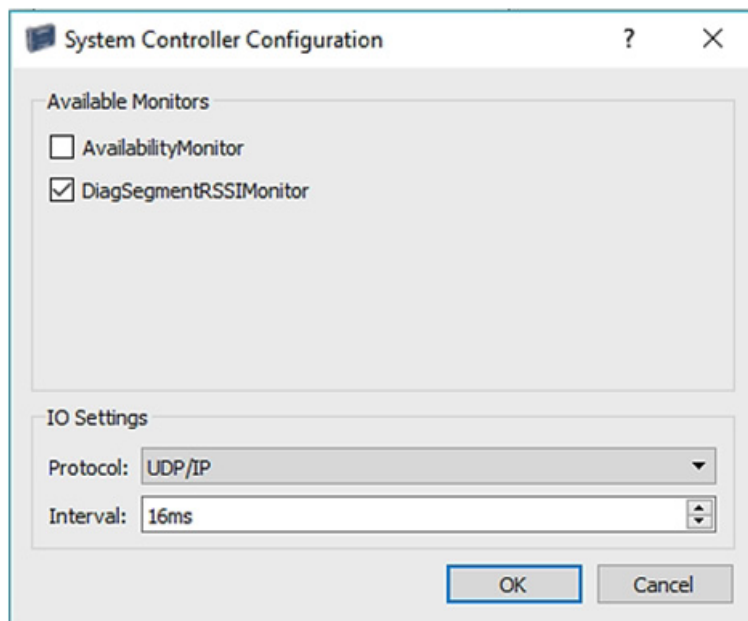 System Controller Configuration ?
Available Monitors
AvailabilityMonitor
DiagSegmentRSSIMonitor
IO Settings
Protocol: UDP/IP
Interval: 16ms
OK Cancel